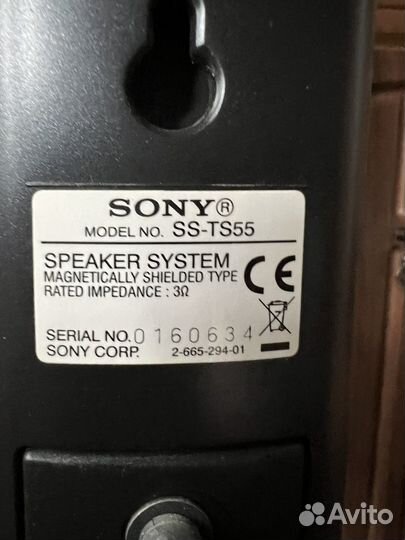 SONY®
MODEL NO. SS-TS55
SPEAKER SYSTEM
MAGNETICALLY SHIELDED TYPE
RATED IMPEDANCE : 3Ω
CE
SERIAL NO. 0160634
SONY CORP. 2-665-294-01
Avito